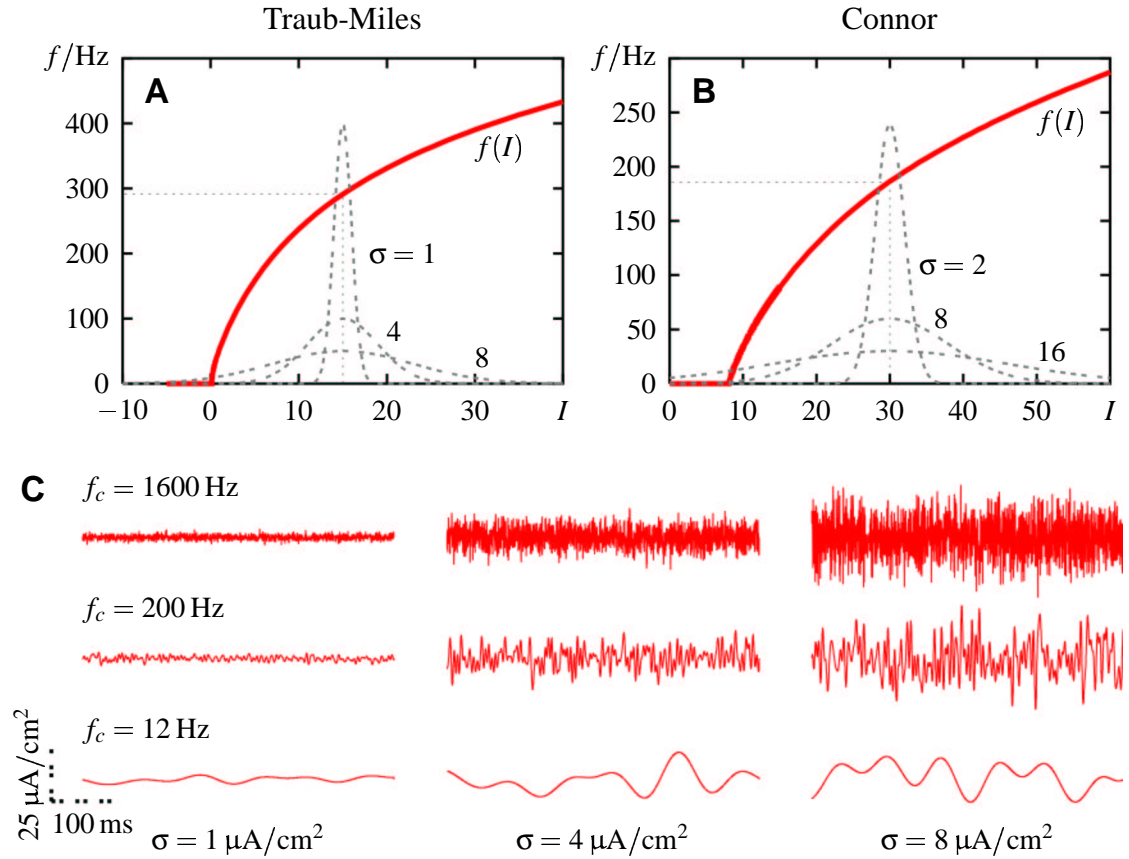 Traub-Miles
Connor
f/Hz
A
400
300
200
100
0
−10 0 10 20 30 I
f(I)
σ = 1
4
8
f/Hz
B
250
200
150
100
50
0
0 10 20 30 40 50 I
f(I)
σ = 2
8
16
C
f_c = 1600 Hz
f_c = 200 Hz
f_c = 12 Hz
25 μA/cm²
100 ms
σ = 1 μA/cm²
σ = 4 μA/cm²
σ = 8 μA/cm²